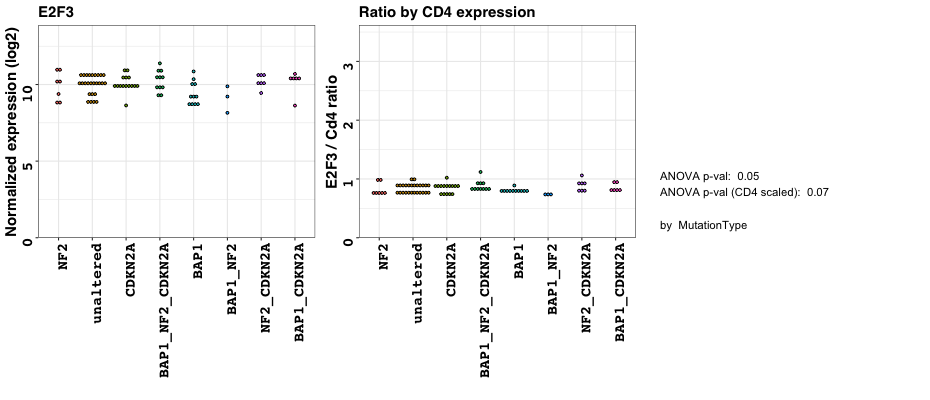 E2F3
Normalized expression (log2)
0
5
10
NF2
unaltered
CDKN2A
BAP1_NF2_CDKN2A
BAP1
BAP1_NF2
NF2_CDKN2A
BAP1_CDKN2A
Ratio by CD4 expression
E2F3 / Cd4 ratio
0
1
2
3
NF2
unaltered
CDKN2A
BAP1_NF2_CDKN2A
BAP1
BAP1_NF2
NF2_CDKN2A
BAP1_CDKN2A
ANOVA p-val: 0.05
ANOVA p-val (CD4 scaled): 0.07
by MutationType